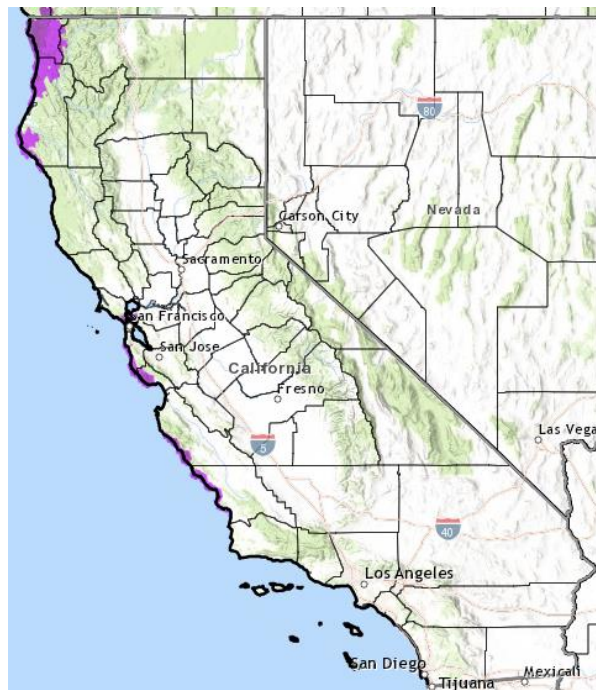 80
Carson City
Nevada
Sacramento
San Francisco
San Jose
California
Fresno
5
Las Vega
40
Los Angeles
San Diego
Tijuana
Mexicali